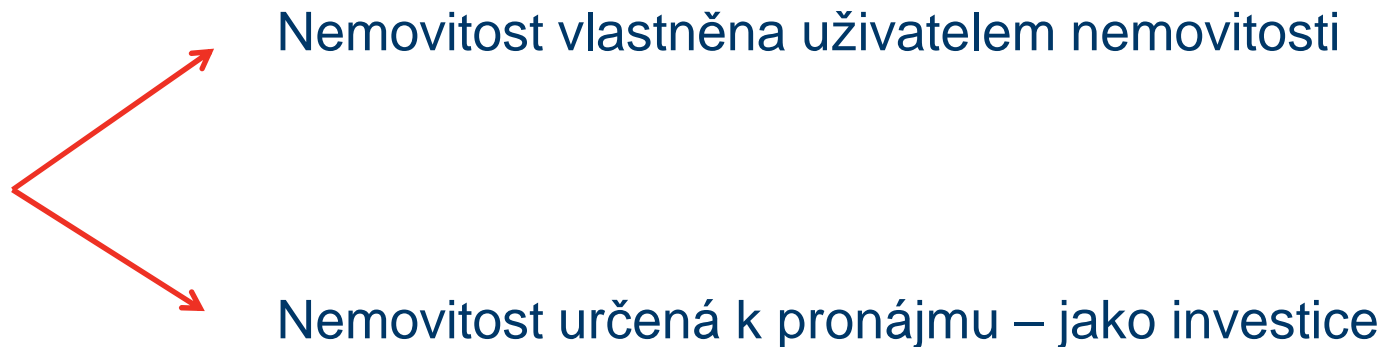 Nemovitost vlastněna uživatelem nemovitosti
Nemovitost určená k pronájmu – jako investice